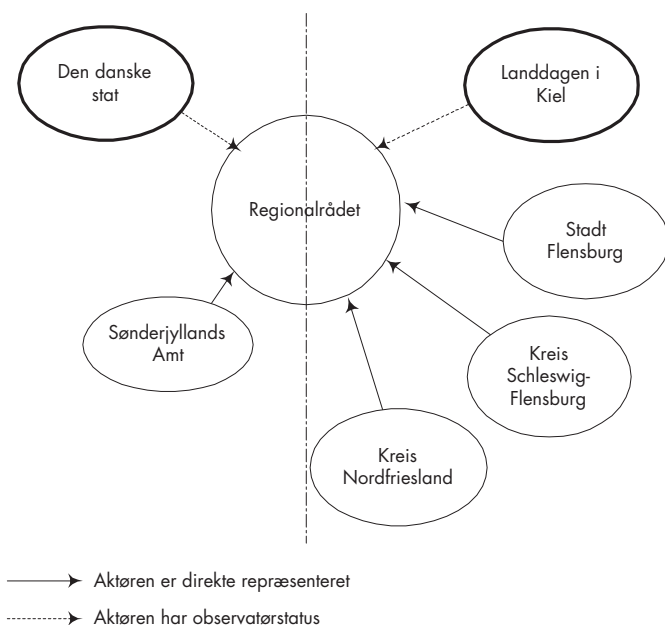 Den danske
stat
Landdagen i
Kiel
Regionalrådet
Stadt
Flensburg
Sønderjyllands
Amt
Kreis
Schleswig-
Flensburg
Kreis
Nordfriesland
Aktøren er direkte repræsenteret
Aktøren har observatørstatus